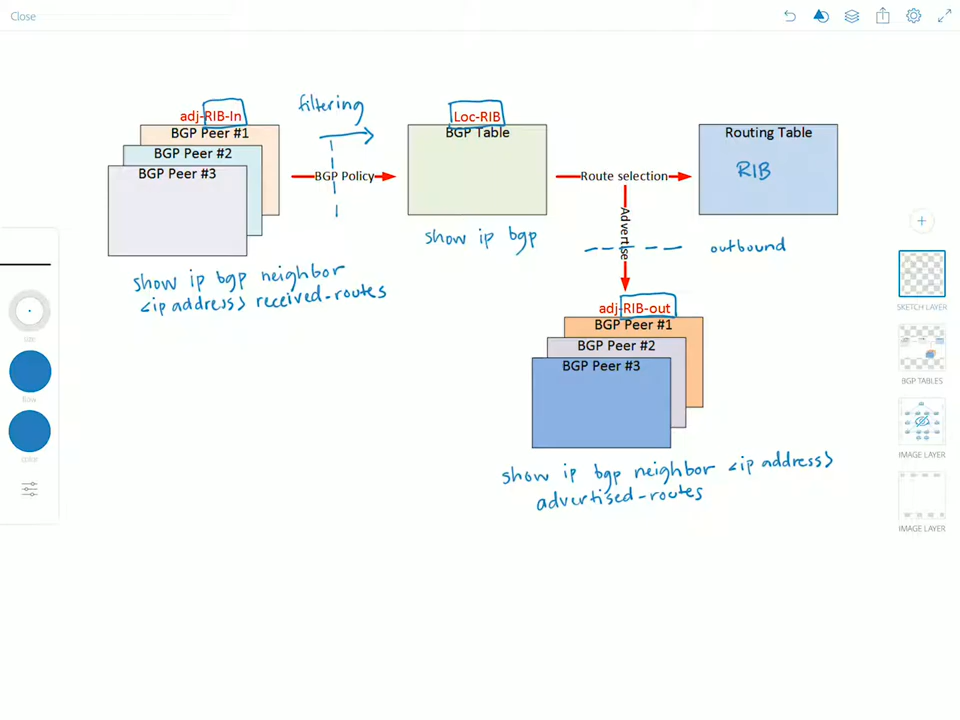 Close
filtering
adj-RIB-In
BGP Peer #1
BGP Peer #2
BGP Peer #3
BGP Policy
Loc-RIB
BGP Table
Route selection
Routing Table
RIB
show ip bgp
Advertise
outbound
show ip bgp neighbor
<ip address> received-routes
adj-RIB-out
BGP Peer #1
BGP Peer #2
BGP Peer #3
show ip bgp neighbor <ip address>
advertised-routes
size
flow
color
SKETCH LAYER
BGP TABLES
IMAGE LAYER
IMAGE LAYER